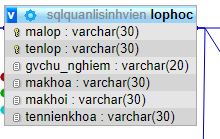 v sqlquanlisinhvien lophoc
malop : varchar(30)
tenlop : varchar(30)
gvchu_nghiem : varchar(20)
makhoa : varchar(30)
makhoi : varchar(30)
tennienkhoa : varchar(30)